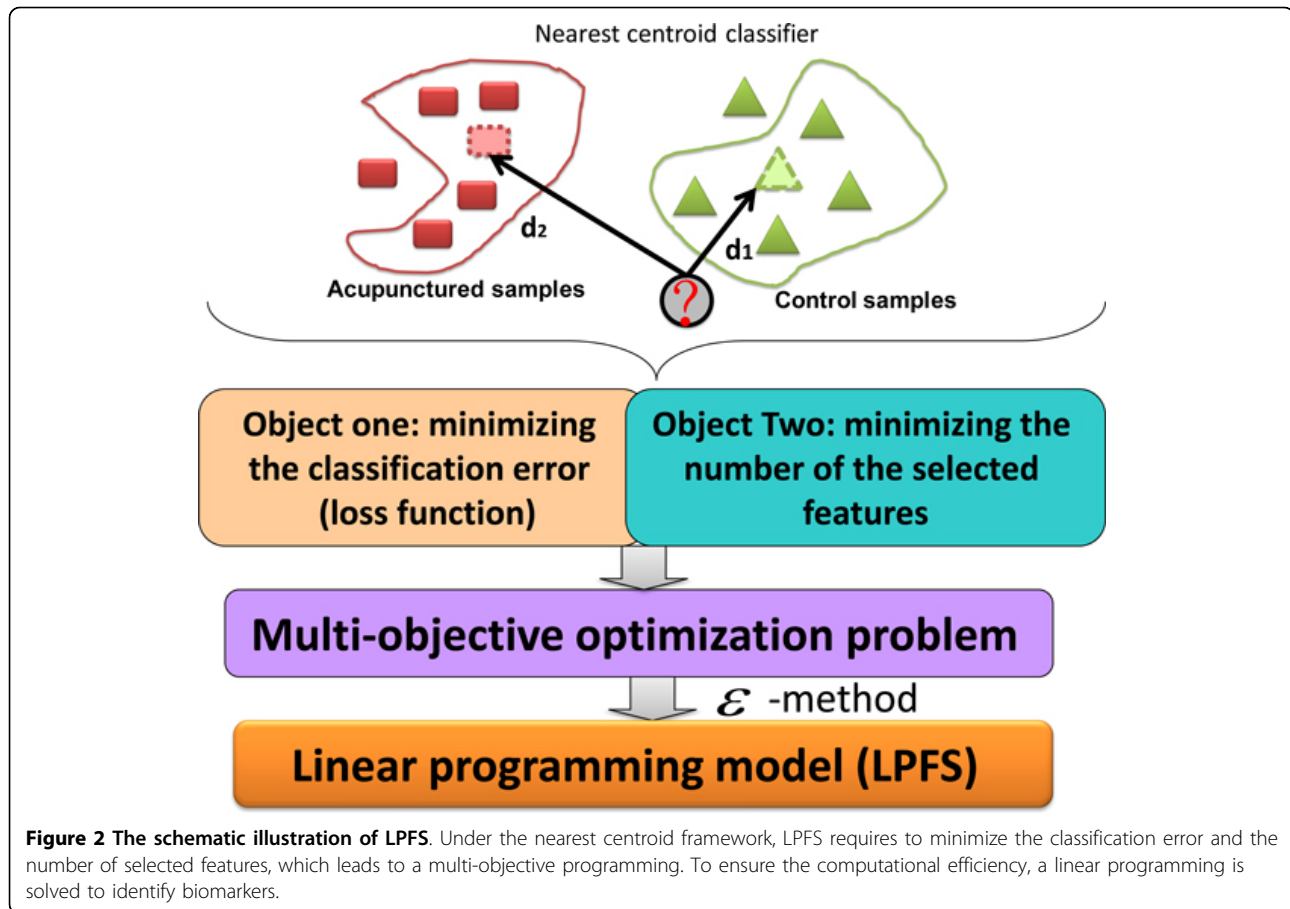 Nearest centroid classifier
d2
d1
Acupunctured samples
?
Control samples
Object one: minimizing
the classification error
(loss function)
Object Two: minimizing the
number of the selected
features
Multi-objective optimization problem
ε -method
Linear programming model (LPFS)
Figure 2 The schematic illustration of LPFS. Under the nearest centroid framework, LPFS requires to minimize the classification error and the
number of selected features, which leads to a multi-objective programming. To ensure the computational efficiency, a linear programming is
solved to identify biomarkers.